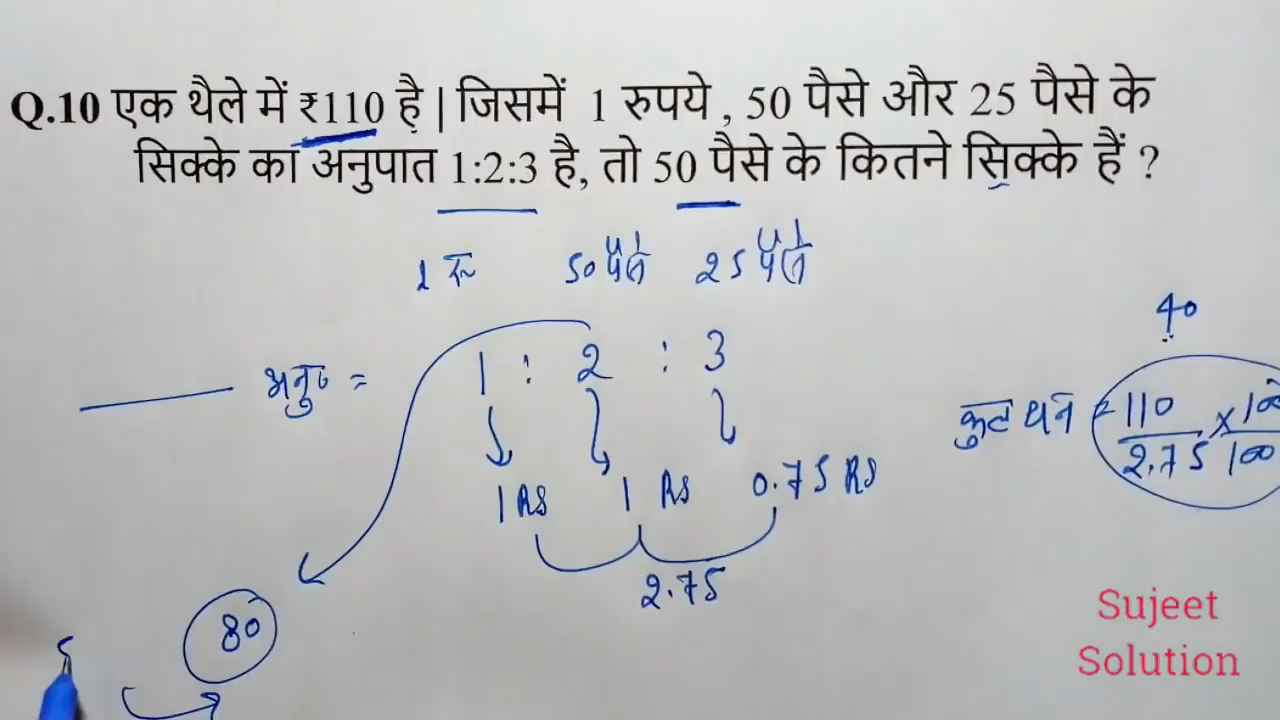 Q.10 एक थैले में ₹110 है | जिसमें 1 रुपये , 50 पैसे और 25 पैसे के
सिक्के का अनुपात 1:2:3 है, तो 50 पैसे के कितने सिक्के हैं ?
1 रू 50 पैसे 25 पैसे
40
अनु० = 1 : 2 : 3
कुल धन = 110 × 100
2.75 100
1 RS 1 RS 0.75 RS
2.75
80
Sujeet
Solution